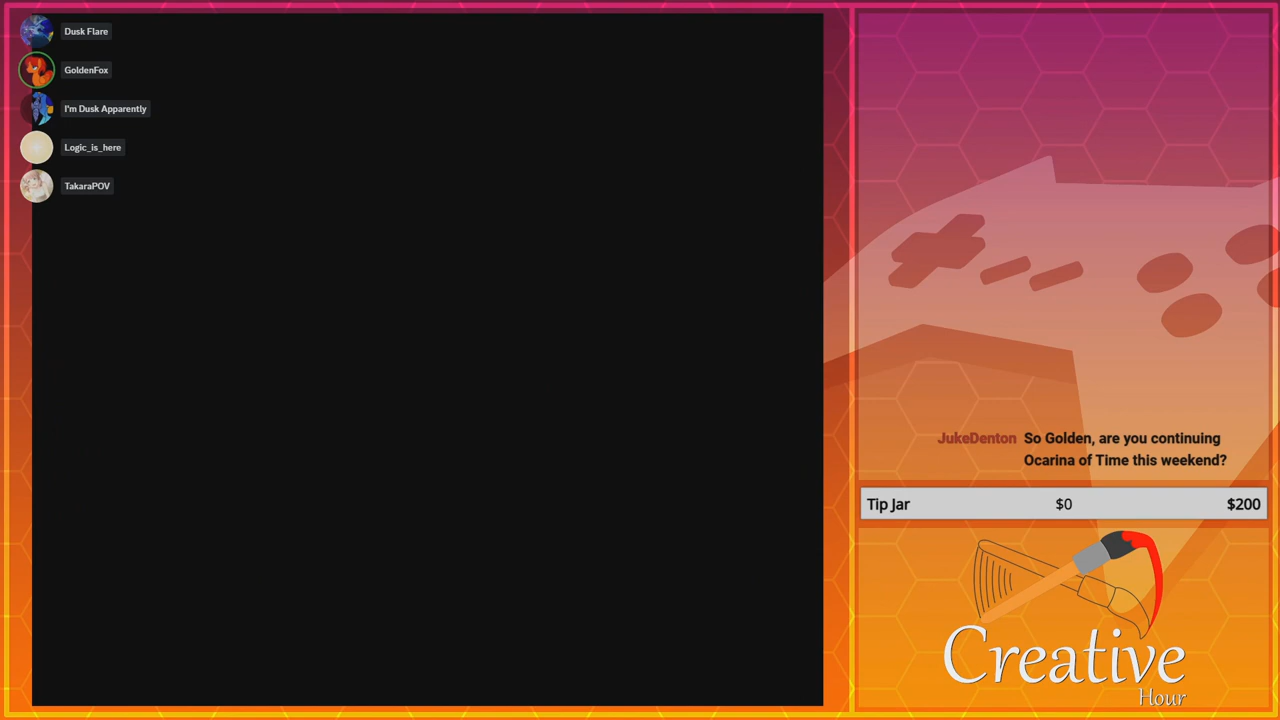 Dusk Flare
GoldenFox
I'm Dusk Apparently
Logic_is_here
TakaraPOV
JukeDenton So Golden, are you continuing
Ocarina of Time this weekend?
Tip Jar $0 $200
Creative
Hour